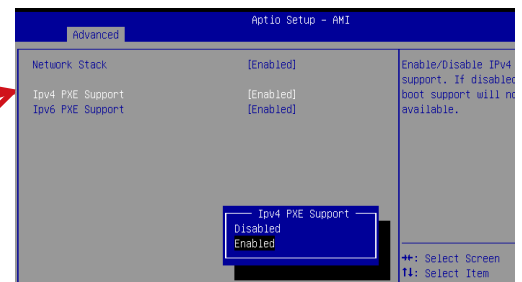 Aptio Setup - AMI
Advanced
Network Stack [Enabled]
Ipv4 PXE Support [Enabled]
Ipv6 PXE Support [Enabled]
Enable/Disable IPv4
support. If disabled
boot support will no
available.
Ipv4 PXE Support
Disabled
Enabled
→←: Select Screen
↑↓: Select Item